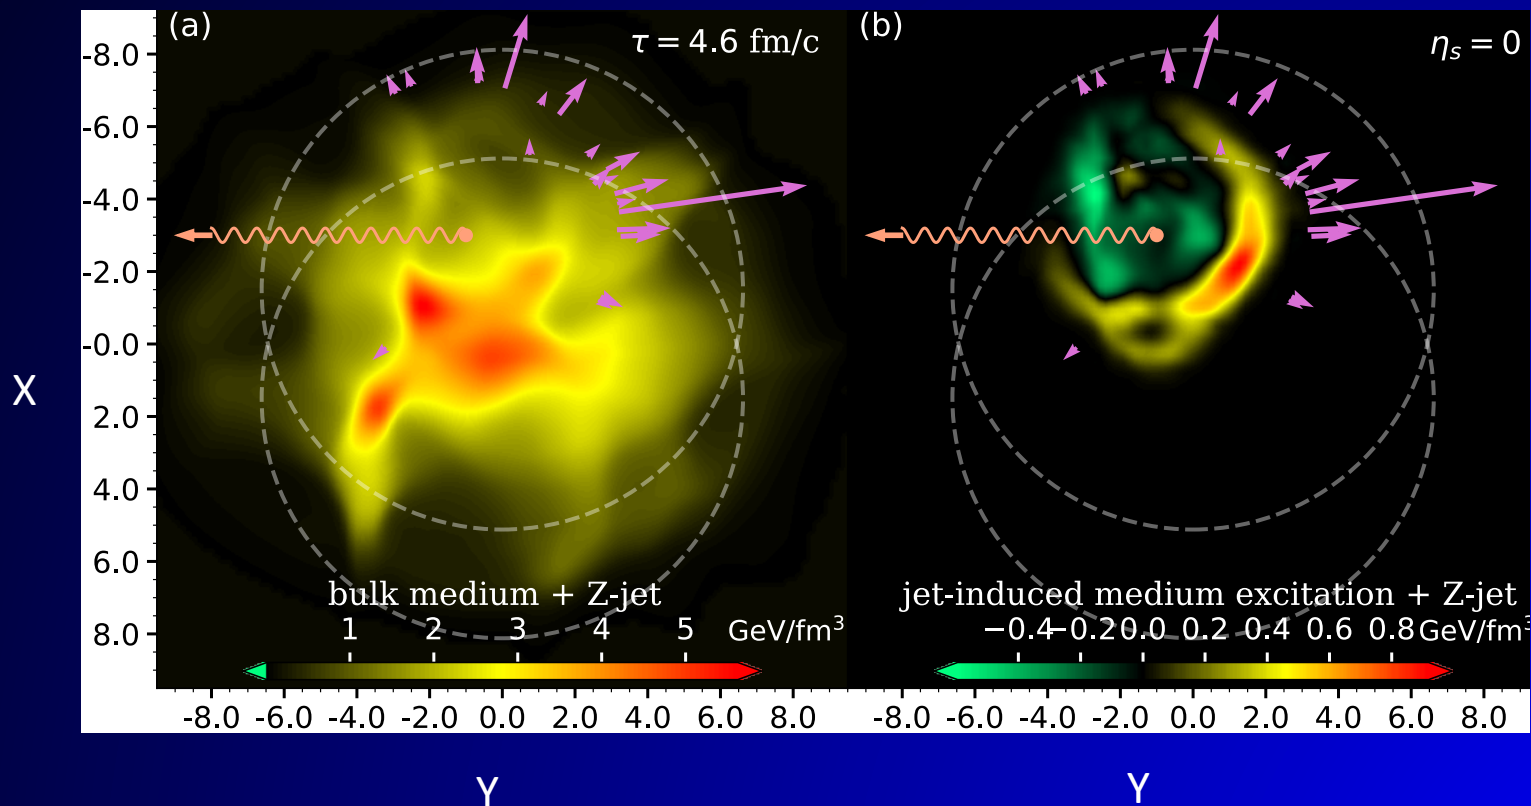 (a)
τ = 4.6 fm/c
(b)
η_s = 0
-8.0
-6.0
-4.0
-2.0
-0.0
2.0
4.0
6.0
8.0
X
bulk medium + Z-jet
1 2 3 4 5 GeV/fm³
jet-induced medium excitation + Z-jet
−0.4 −0.2 0.0 0.2 0.4 0.6 0.8 GeV/fm³
-8.0 -6.0 -4.0 -2.0 0.0 2.0 4.0 6.0 8.0
-8.0 -6.0 -4.0 -2.0 0.0 2.0 4.0 6.0 8.0
Y
Y